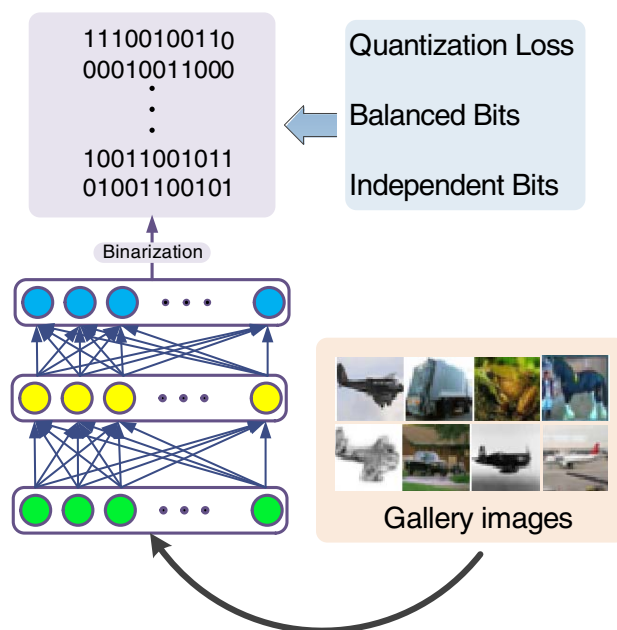 11100100110
00010011000
10011001011
01001100101
Quantization Loss
Balanced Bits
Independent Bits
Binarization
Gallery images